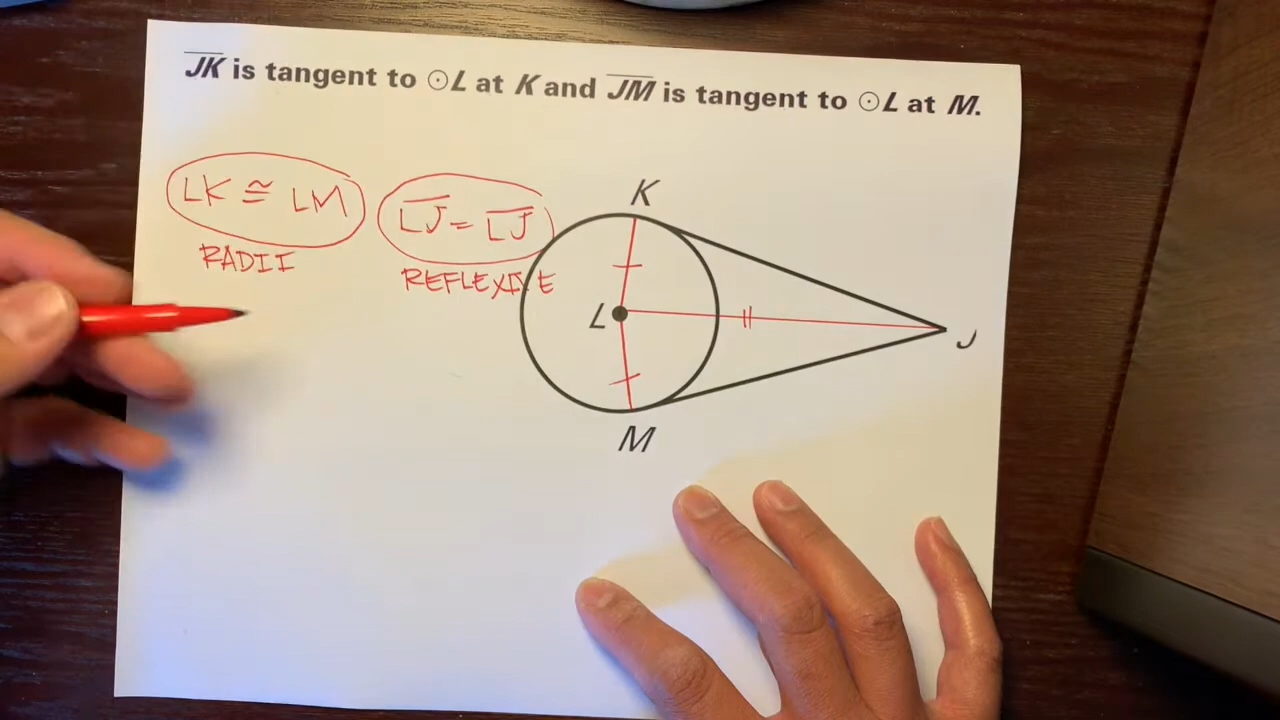 JK is tangent to ⊙L at K and JM is tangent to ⊙L at M.
LK ≅ LM
LJ = LJ
RADII
REFLEXIVE
K
L
J
M